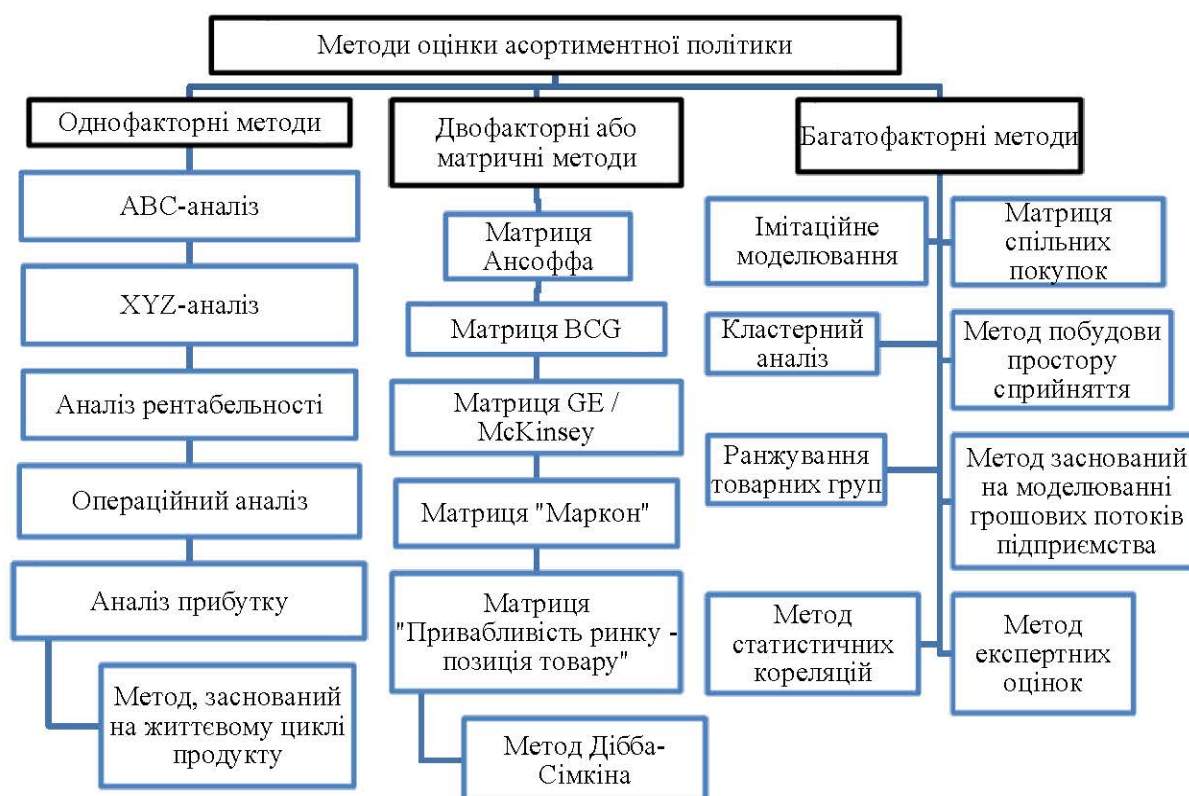 Методи оцінки асортиментної політики
Однофакторні методи
ABC-аналіз
XYZ-аналіз
Аналіз рентабельності
Операційний аналіз
Аналіз прибутку
Метод, заснований
на життєвому циклі
продукту
Двофакторні або
матричні методи
Матриця
Ансоффа
Матриця BCG
Матриця GE /
McKinsey
Матриця "Маркон"
Матриця
"Привабливість ринку -
позиція товару"
Метод Дібба-
Сімкіна
Багатофакторні методи
Імітаційне
моделювання
Матриця
спільних
покупок
Кластерний
аналіз
Метод побудови
простору
сприйняття
Ранжування
товарних груп
Метод заснований
на моделюванні
грошових потоків
підприємства
Метод
статистичних
кореляцій
Метод
експертних
оцінок